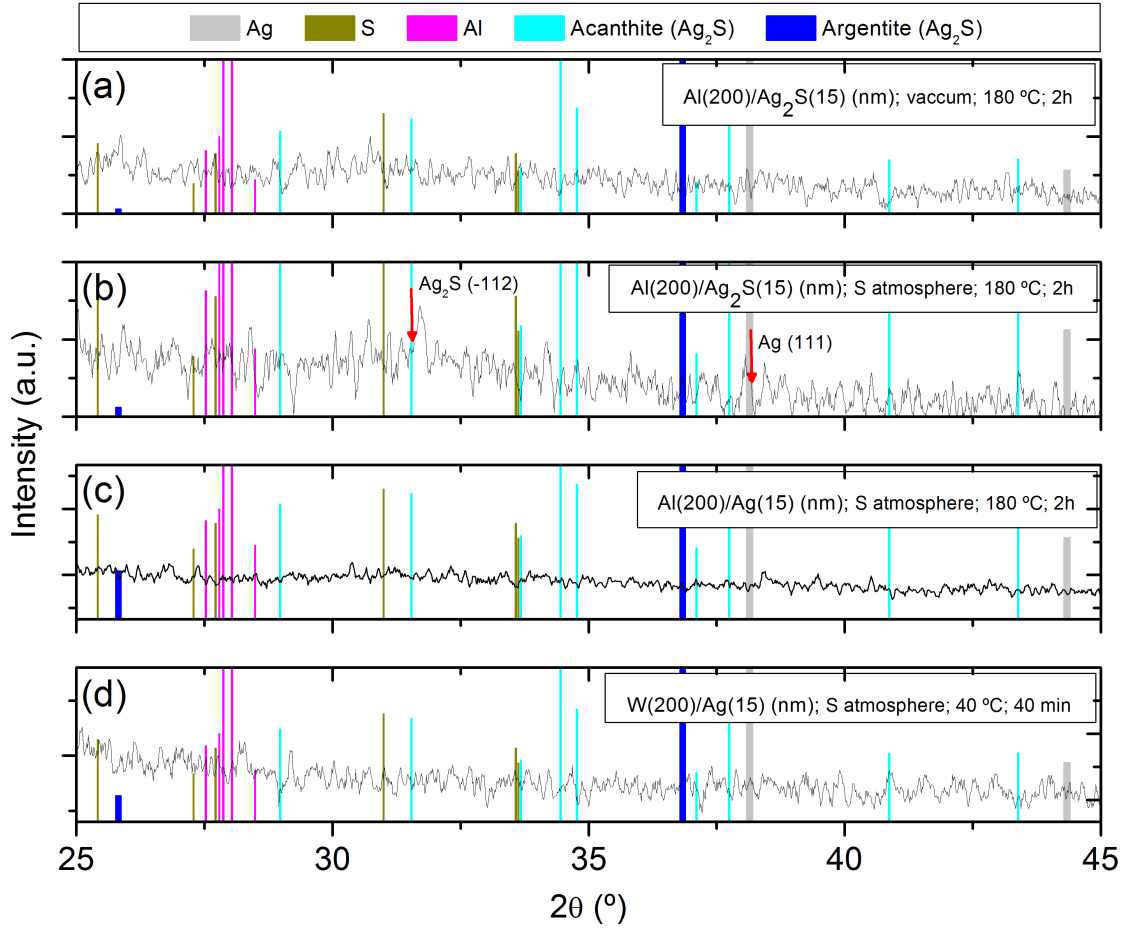 Ag S Al Acanthite (Ag₂S) Argentite (Ag₂S)
(a)
Al(200)/Ag₂S(15) (nm); vaccum; 180 ºC; 2h
(b)
Al(200)/Ag₂S(15) (nm); S atmosphere; 180 ºC; 2h
Ag₂S (-112)
Ag (111)
(c)
Al(200)/Ag(15) (nm); S atmosphere; 180 ºC; 2h
(d)
W(200)/Ag(15) (nm); S atmosphere; 40 ºC; 40 min
Intensity (a.u.)
25 30 35 40 45
2θ (º)